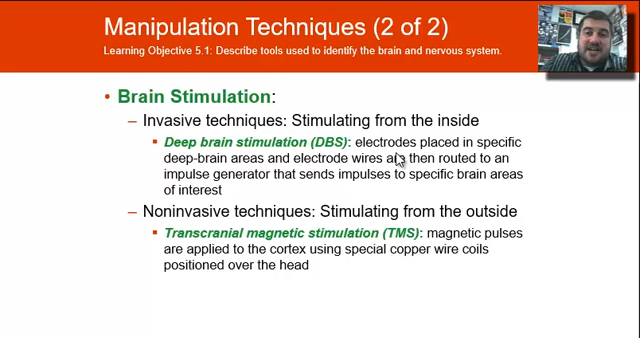 Manipulation Techniques (2 of 2)
Learning Objective 5.1: Describe tools used to identify the brain and nervous system.
• Brain Stimulation:
– Invasive techniques: Stimulating from the inside
▪ Deep brain stimulation (DBS): electrodes placed in specific
deep-brain areas and electrode wires are then routed to an
impulse generator that sends impulses to specific brain areas
of interest
– Noninvasive techniques: Stimulating from the outside
▪ Transcranial magnetic stimulation (TMS): magnetic pulses
are applied to the cortex using special copper wire coils
positioned over the head